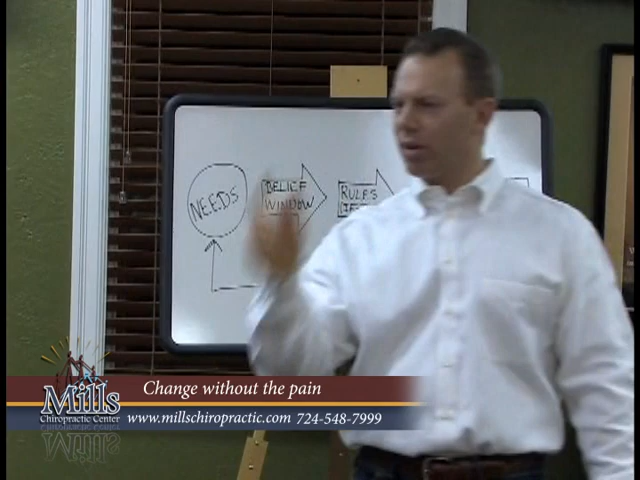 NEEDS
BELIEF
WINDOW
RULES
Change without the pain
Mills
Chiropractic Center
www.millschiropractic.com 724-548-7999